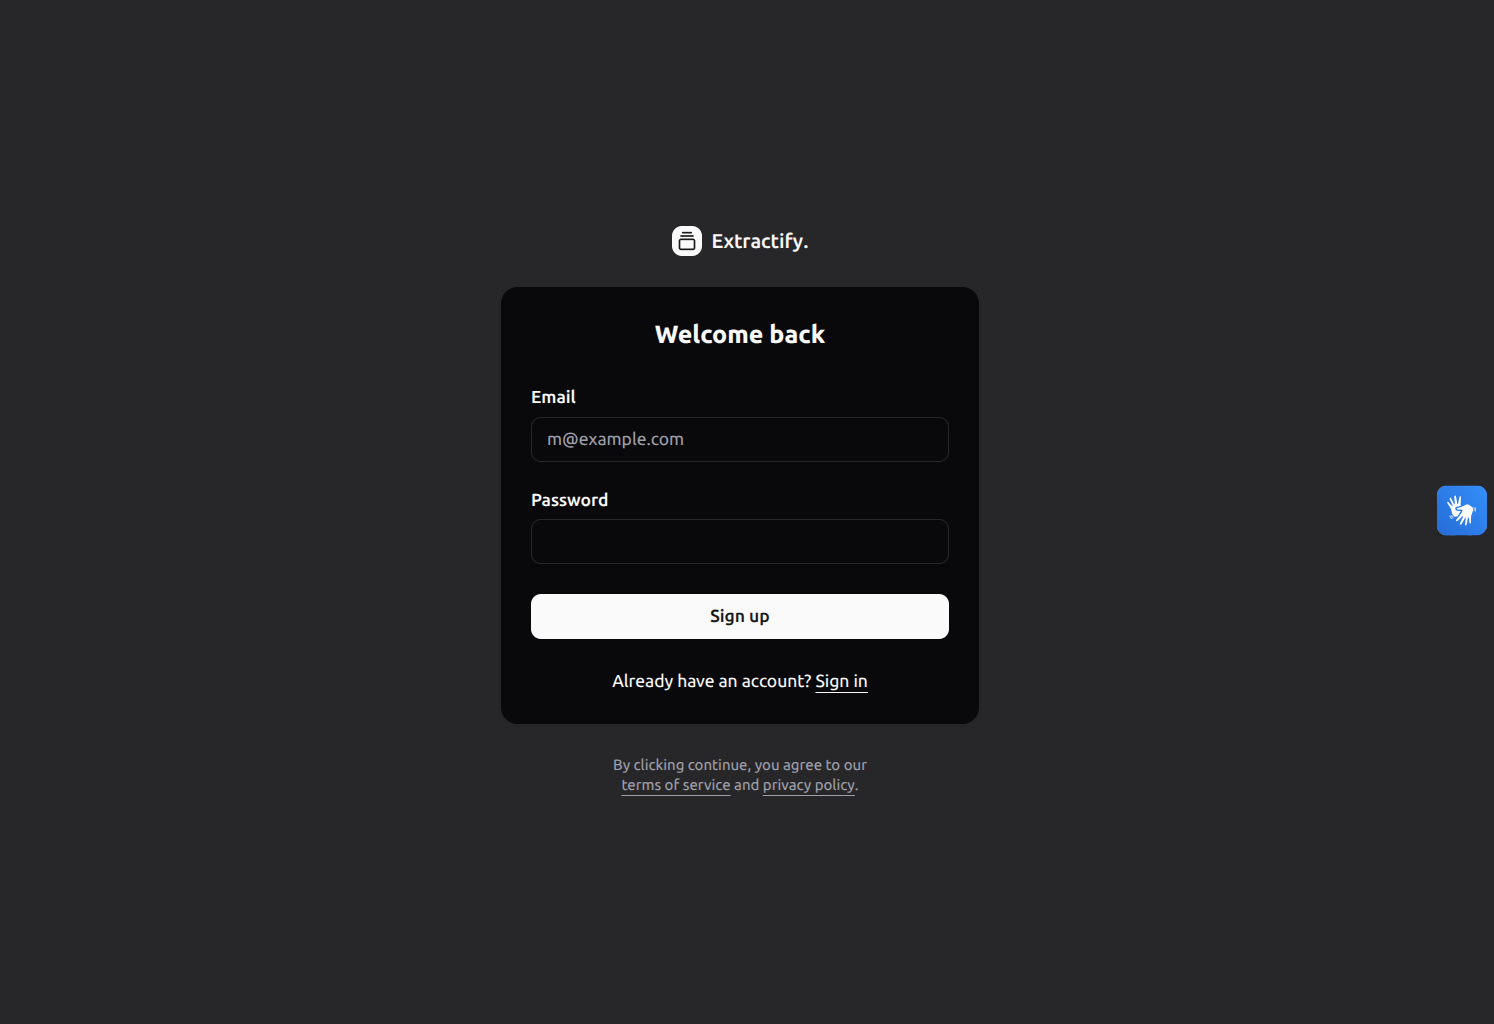 Extractify.
Welcome back
Email
m@example.com
Password
Sign up
Already have an account? Sign in
By clicking continue, you agree to our
terms of service and privacy policy.